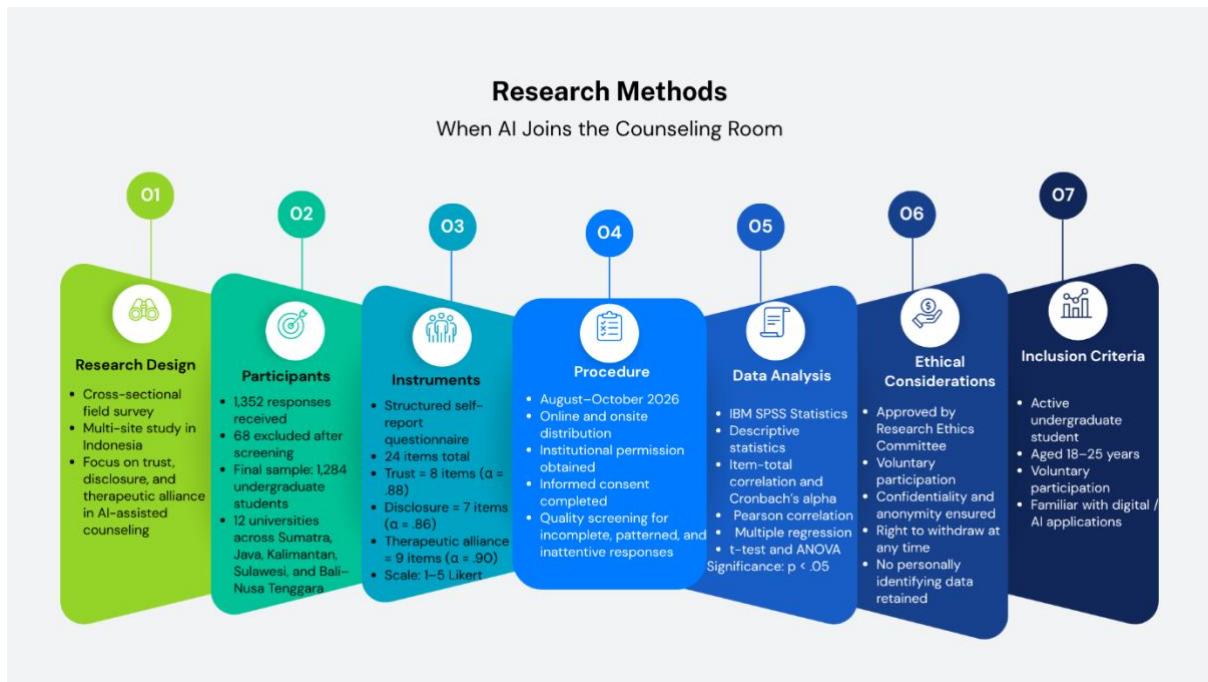 Research Methods
When AI Joins the Counseling Room
01
Research Design
• Cross-sectional
field survey
• Multi-site study in
Indonesia
• Focus on trust,
disclosure, and
therapeutic alliance
in AI-assisted
counseling
02
Participants
• 1,352 responses
received
• 68 excluded after
screening
• Final sample: 1,284
undergraduate
students
• 12 universities
across Sumatra,
Java, Kalimantan,
Sulawesi, and Bali–
Nusa Tenggara
03
Instruments
• Structured self-
report
questionnaire
• 24 items total
• Trust = 8 items (α =
.88)
• Disclosure = 7 items
(α = .86)
• Therapeutic alliance
= 9 items (α = .90)
• Scale: 1–5 Likert
04
Procedure
• August–October 2026
• Online and onsite
distribution
• Institutional permission
obtained
• Informed consent
completed
• Quality screening for
incomplete, patterned, and
inattentive responses
05
Data Analysis
• IBM SPSS Statistics
• Descriptive
statistics
• Item-total
correlation and
Cronbach's alpha
• Pearson correlation
• Multiple regression
• t-test and ANOVA
Significance: p < .05
06
Ethical
Considerations
• Approved by
Research Ethics
Committee
• Voluntary
participation
• Confidentiality and
anonymity ensured
• Right to withdraw at
any time
• No personally
identifying data
retained
07
Inclusion Criteria
• Active
undergraduate
student
• Aged 18–25 years
• Voluntary
participation
• Familiar with digital /
AI applications